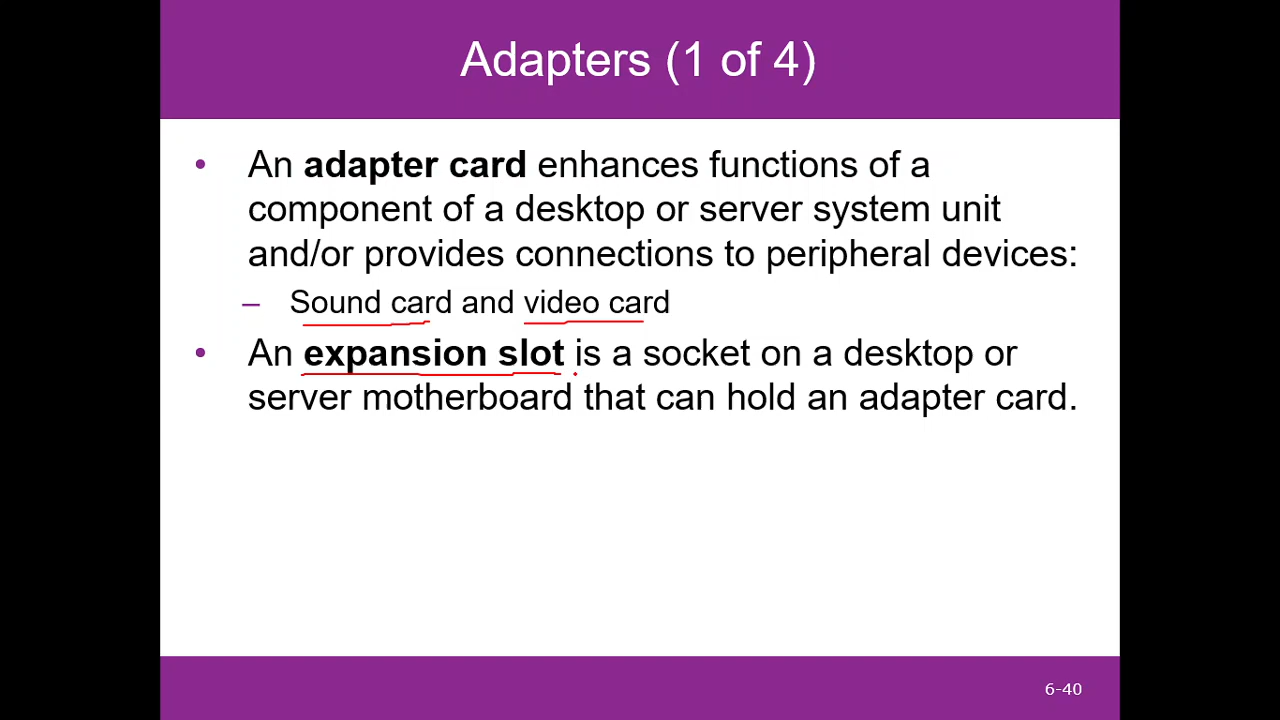 Adapters (1 of 4)
• An adapter card enhances functions of a
component of a desktop or server system unit
and/or provides connections to peripheral devices:
– Sound card and video card
• An expansion slot is a socket on a desktop or
server motherboard that can hold an adapter card.
6-40